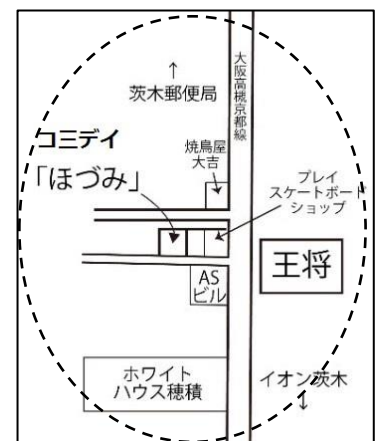 ↑
茨木郵便局
大阪高槻京都線
コミデイ
「ほづみ」
焼鳥屋
大吉
プレイ
スケートボード
ショップ
王将
AS
ビル
ホワイト
ハウス穂積
イオン茨木
↓